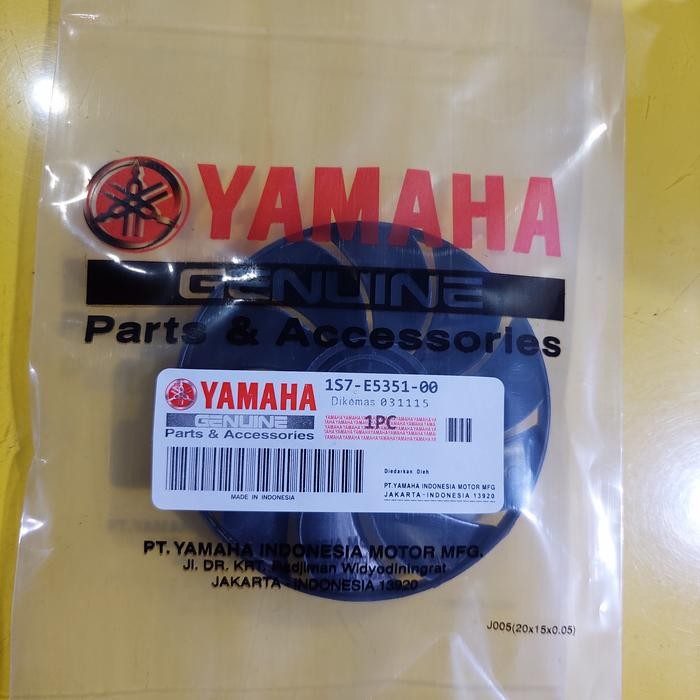 YAMAHA
GENUINE
Parts & Accessories
YAMAHA
GENUINE
Parts & Accessories
1S7-E5351-00
Dikemas 031115
1PC
MADE IN INDONESIA
Diedarkan Oleh
PT.YAMAHA INDONESIA MOTOR MFG
JAKARTA-INDONESIA 13920
PT. YAMAHA INDONESIA MOTOR MFG.
Jl. DR. KRT. Radjiman Widyodiningrat
JAKARTA - INDONESIA 13920
J005(20x15x0.05)